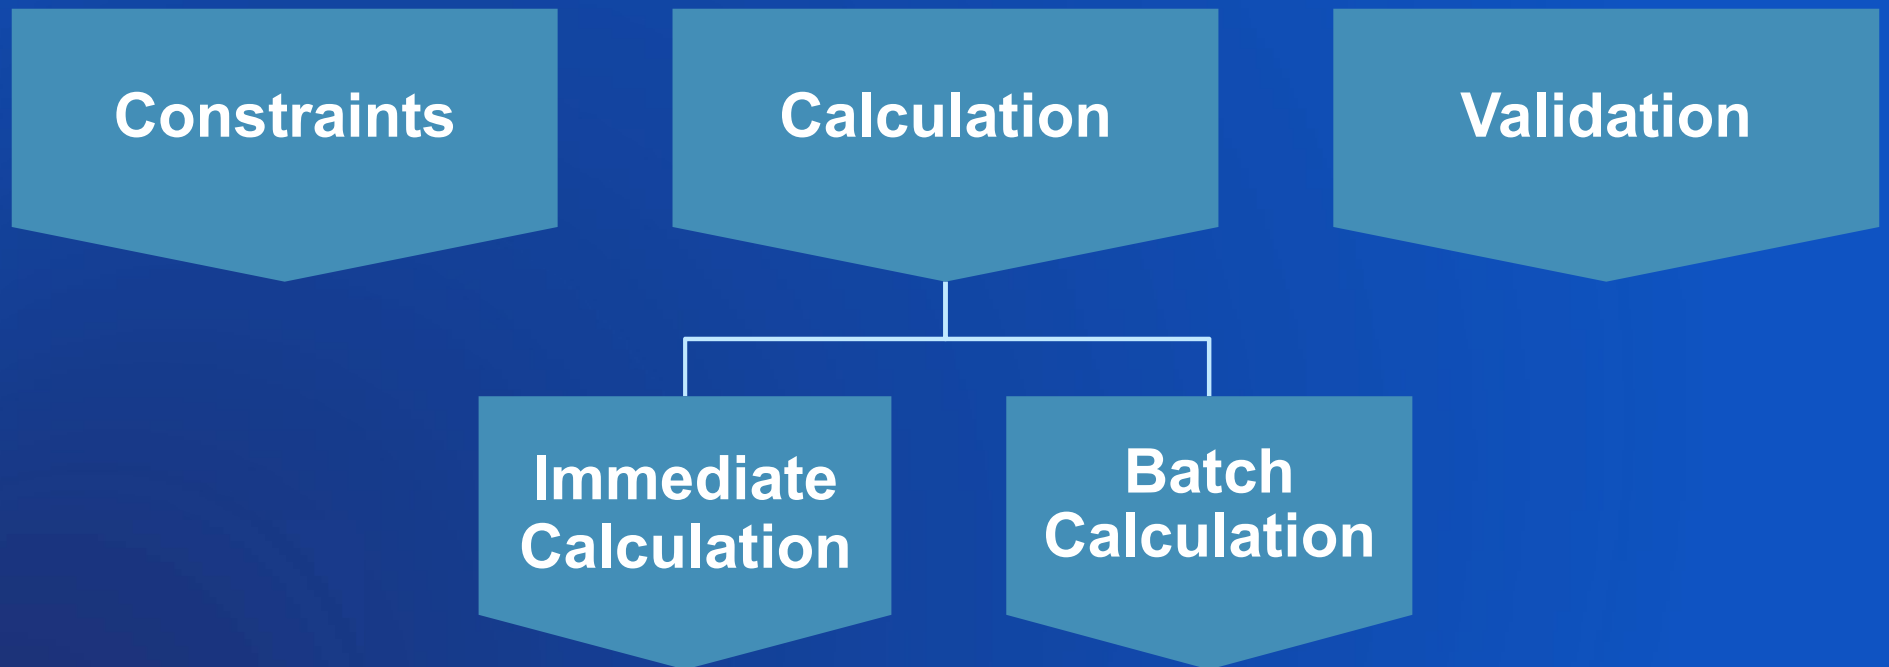 Constraints
Calculation
Validation
Immediate
Calculation
Batch
Calculation